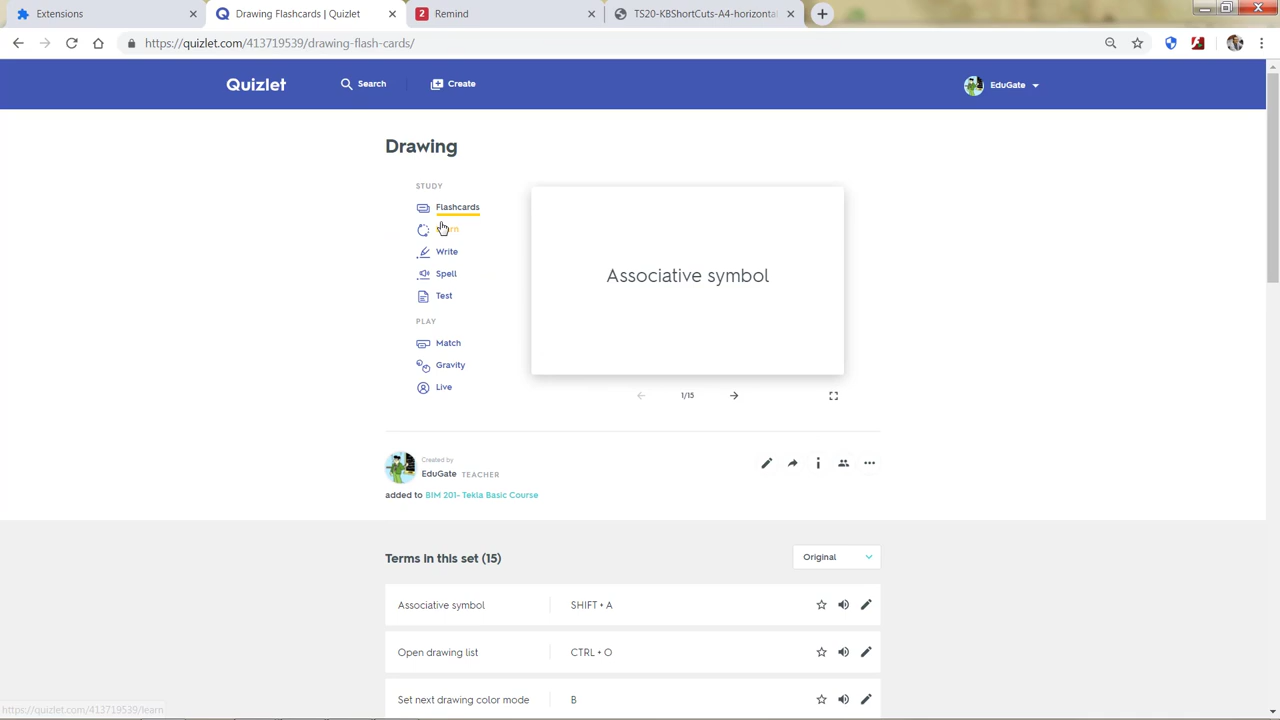 Extensions
Drawing Flashcards | Quizlet
2 Remind
TS20-KBShortCuts-A4-horizontal
https://quizlet.com/413719539/drawing-flash-cards/
Quizlet
Search
Create
EduGate
Drawing
STUDY
Flashcards
Write
Spell
Test
PLAY
Match
Gravity
Live
Associative symbol
1/15
Created by
EduGate TEACHER
added to BIM 201- Tekla Basic Course
Terms in this set (15)
Original
Associative symbol SHIFT + A
Open drawing list CTRL + O
Set next drawing color mode B
https://quizlet.com/413719539/learn